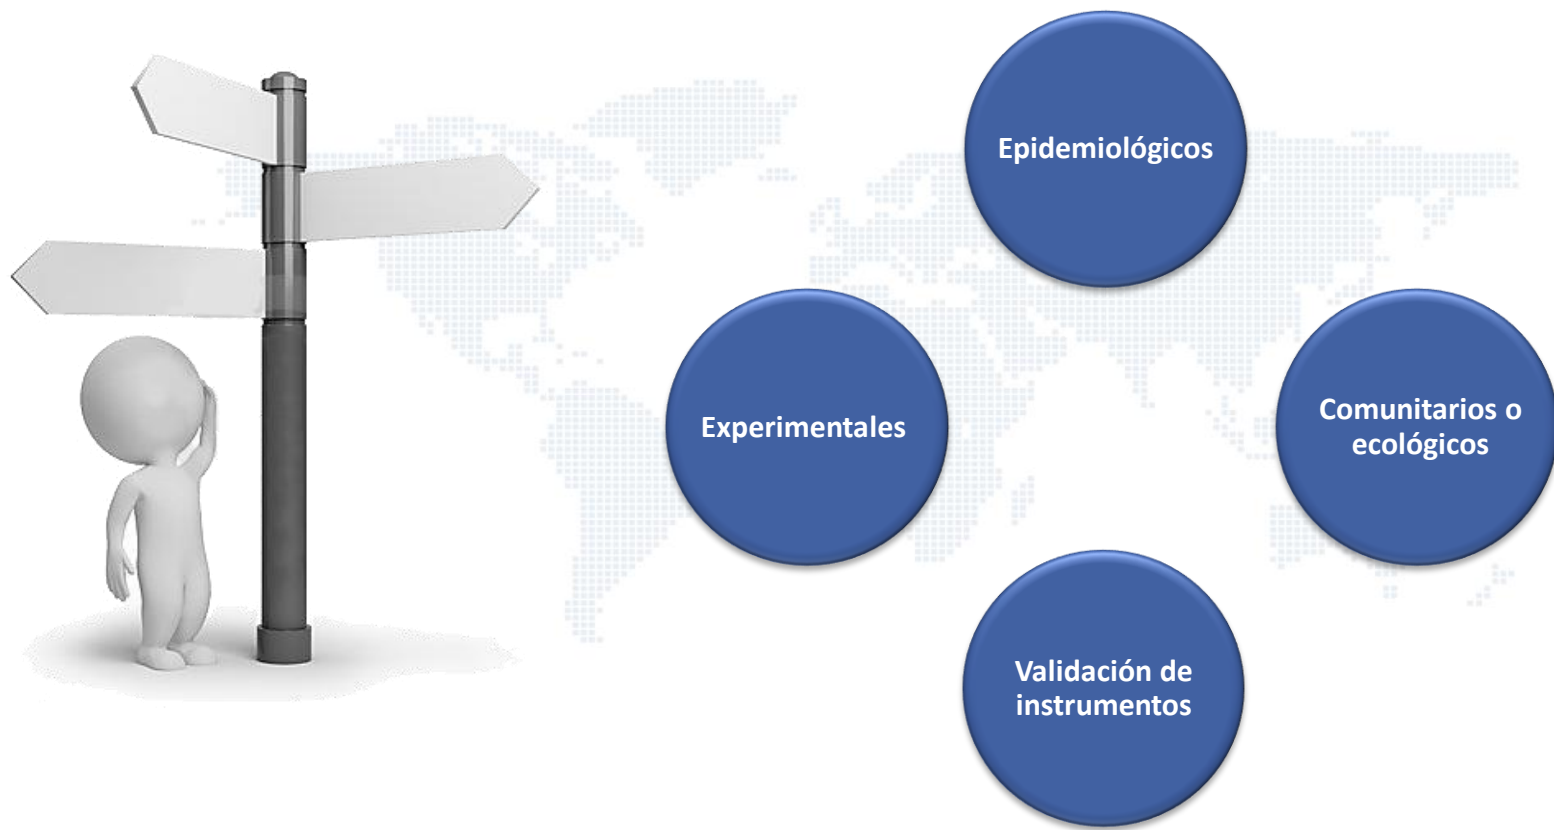 Epidemiológicos
Experimentales
Comunitarios o
ecológicos
Validación de
instrumentos